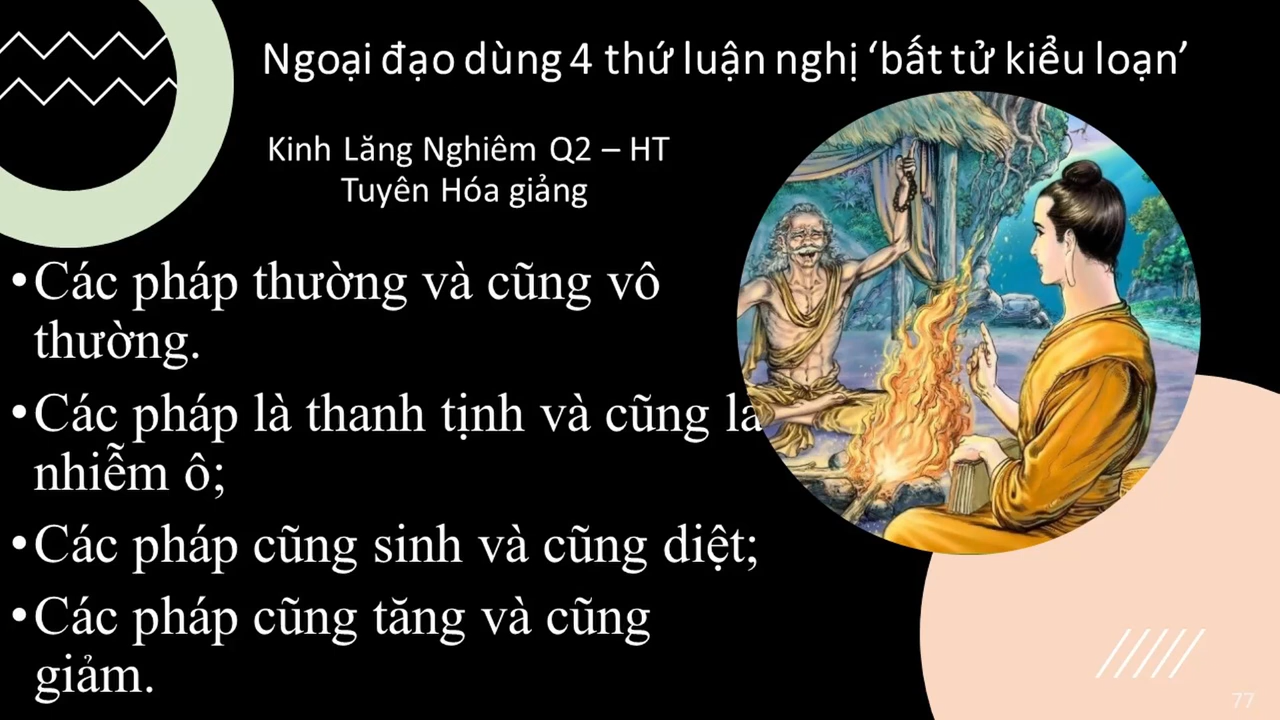 Ngoại đạo dùng 4 thứ luận nghị ‘bất tử kiểu loạn’
Kinh Lăng Nghiêm Q2 – HT
Tuyên Hóa giảng
•Các pháp thường và cũng vô
thường.
•Các pháp là thanh tịnh và cũng là
nhiễm ô;
•Các pháp cũng sinh và cũng diệt;
•Các pháp cũng tăng và cũng
giảm.
77